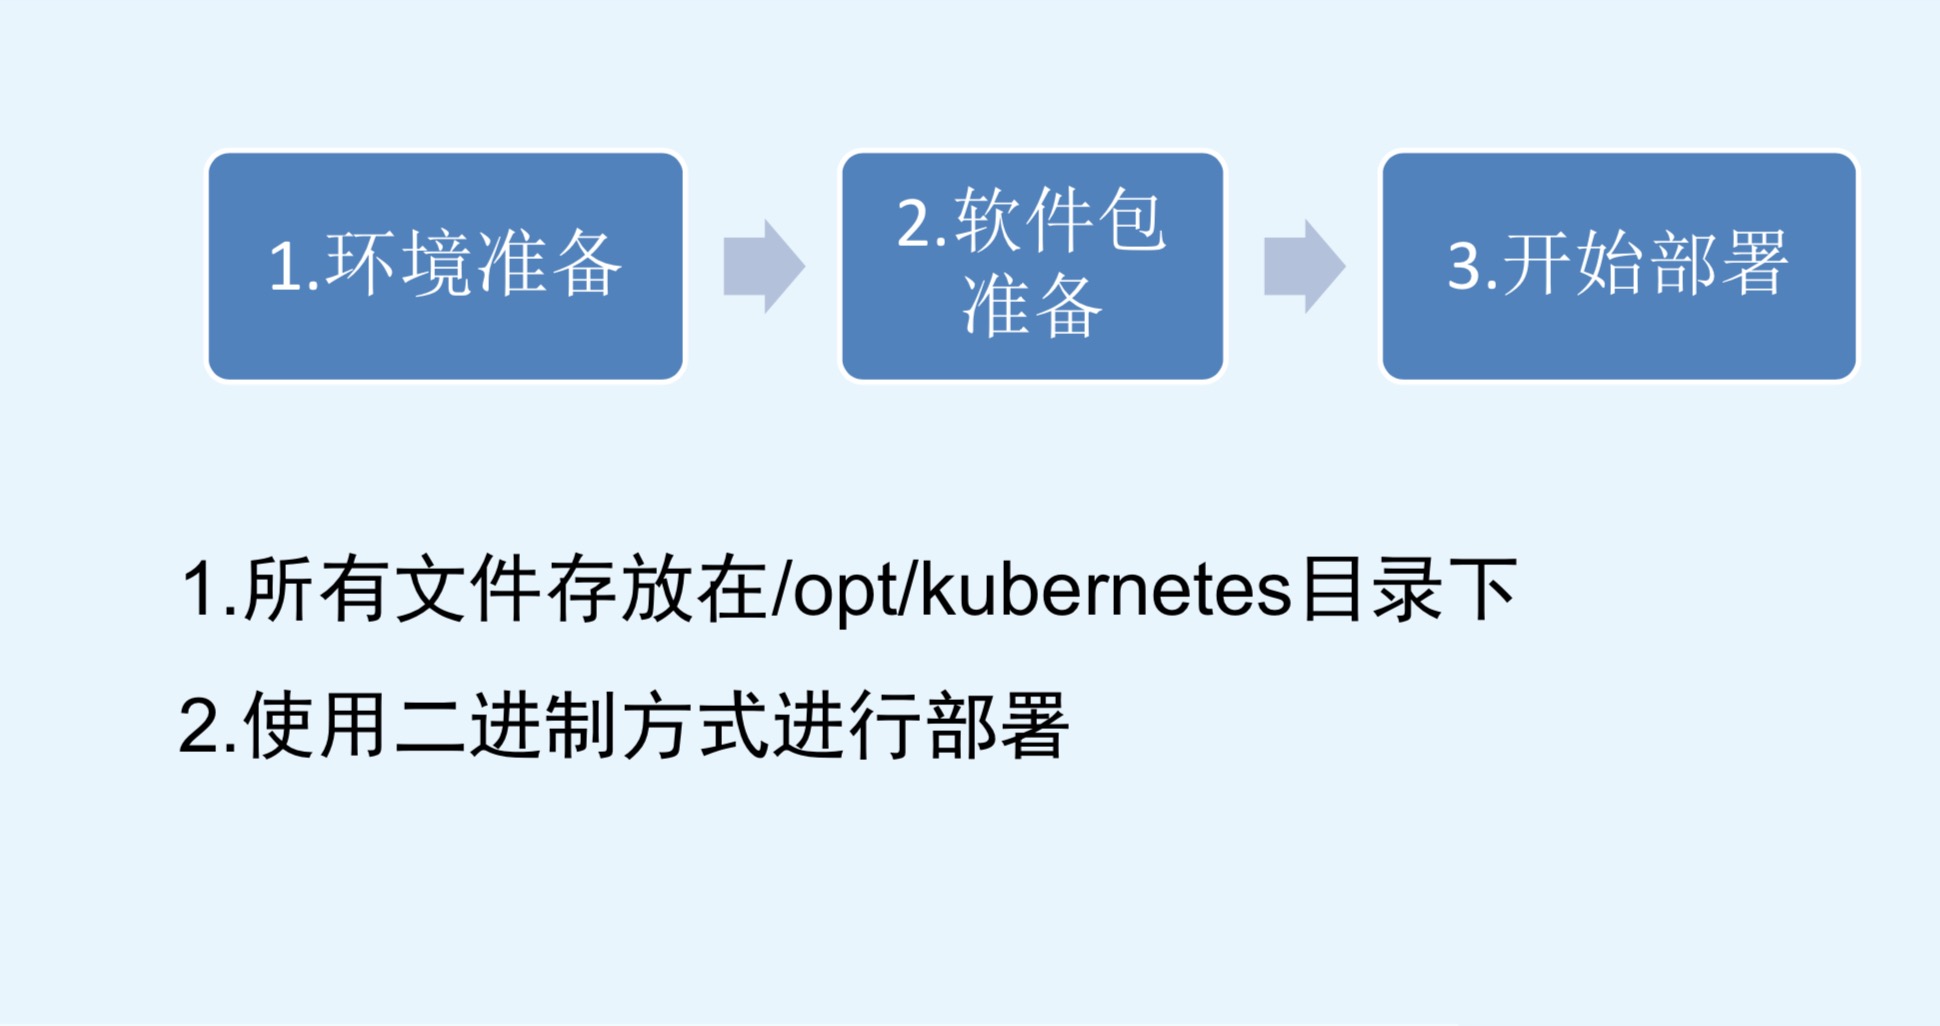 1.环境准备
2.软件包
准备
3.开始部署
1.所有文件存放在/opt/kubernetes目录下
2.使用二进制方式进行部署